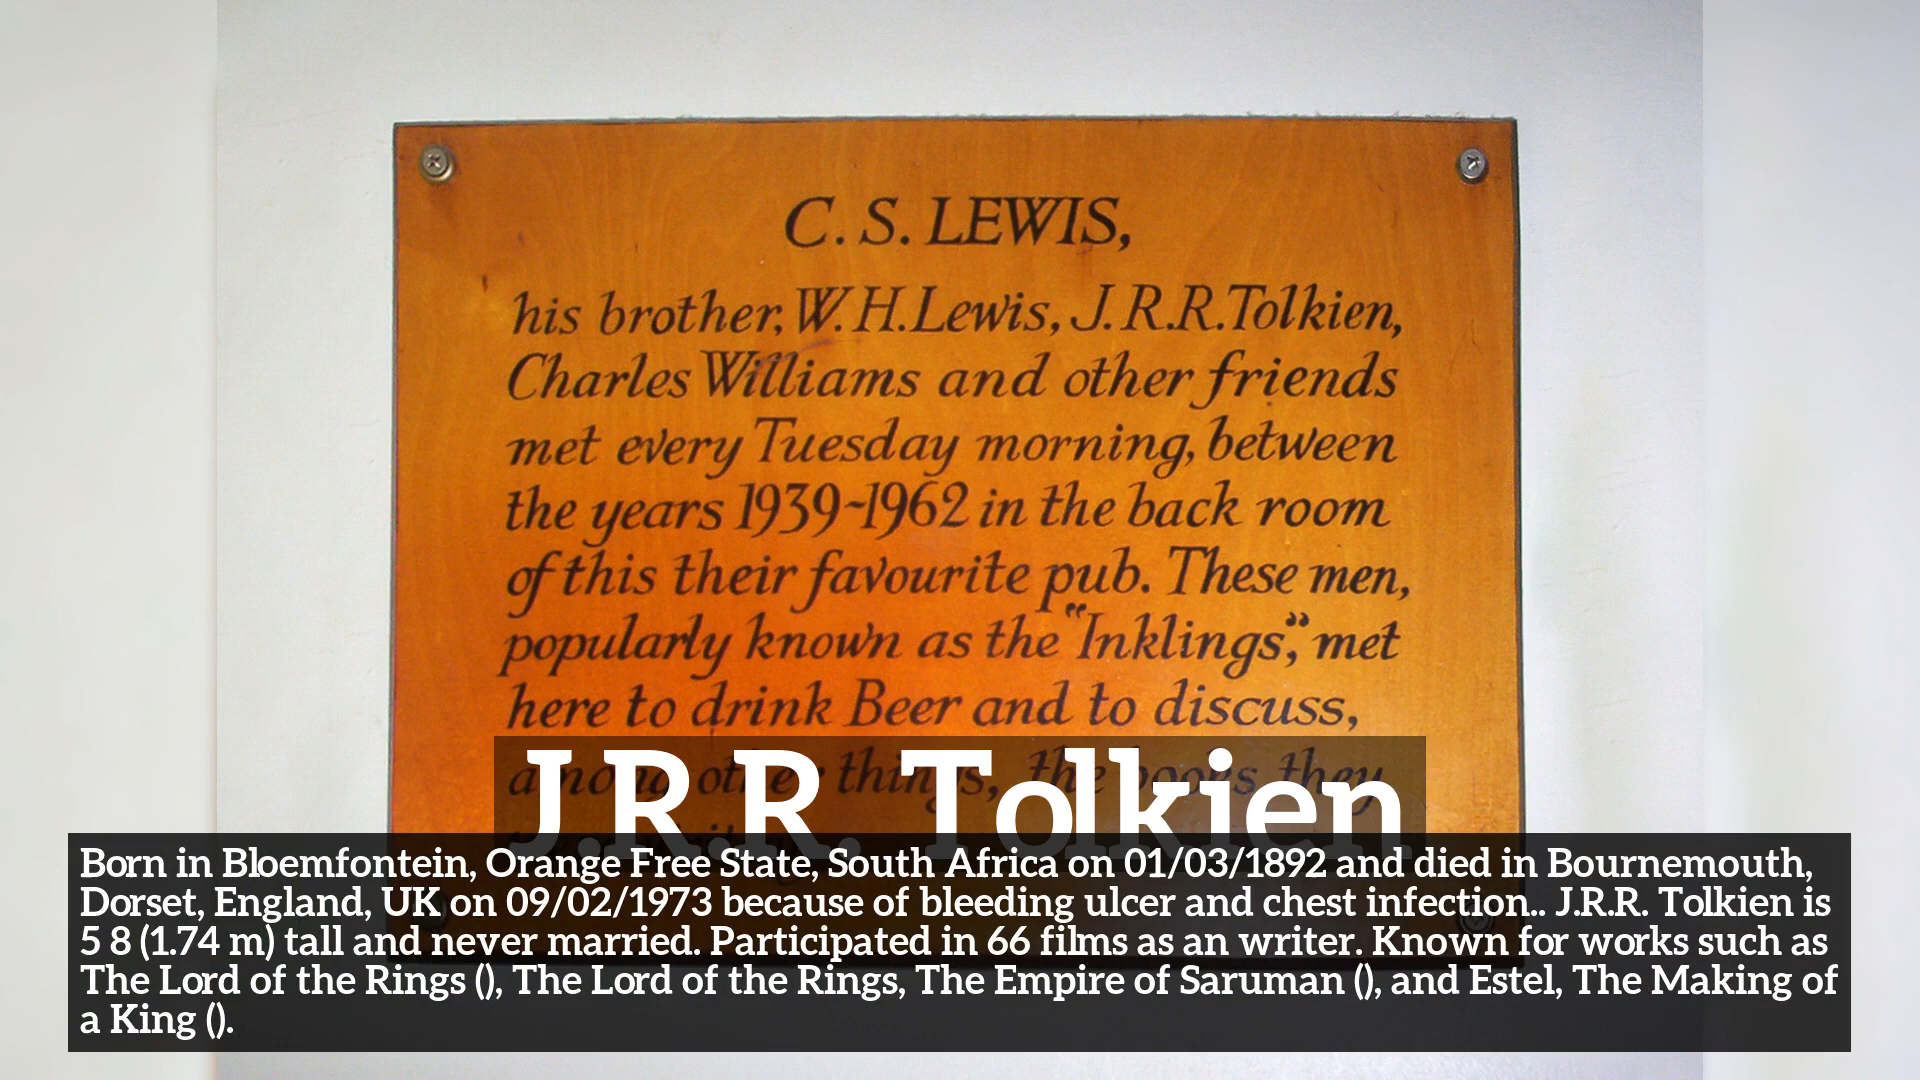 C. S. LEWIS,
his brother, W. H. Lewis, J. R. R. Tolkien,
Charles Williams and other friends
met every Tuesday morning, between
the years 1939~1962 in the back room
of this their favourite pub. These men,
popularly known as the "Inklings", met
here to drink Beer and to discuss,
among other things, the books they
J.R.R. Tolkien
Born in Bloemfontein, Orange Free State, South Africa on 01/03/1892 and died in Bournemouth,
Dorset, England, UK on 09/02/1973 because of bleeding ulcer and chest infection.. J.R.R. Tolkien is
5 8 (1.74 m) tall and never married. Participated in 66 films as an writer. Known for works such as
The Lord of the Rings (), The Lord of the Rings, The Empire of Saruman (), and Estel, The Making of
a King ().